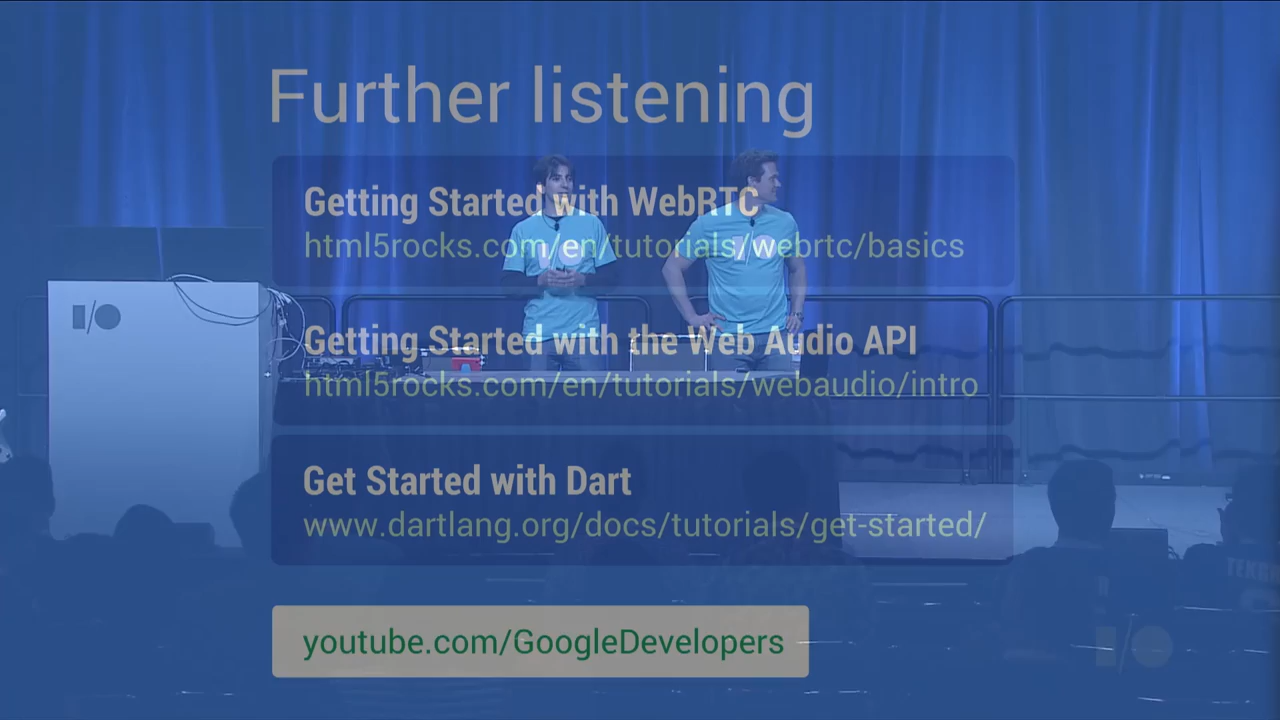 Further listening
Getting Started with WebRTC
html5rocks.com/en/tutorials/webrtc/basics
I/O
I/O
Getting Started with the Web Audio API
html5rocks.com/en/tutorials/webaudio/intro
Get Started with Dart
www.dartlang.org/docs/tutorials/get-started/
youtube.com/GoogleDevelopers
I/O